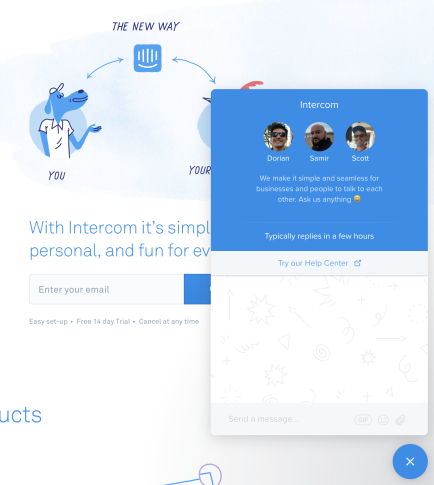 THE NEW WAY
YOU
YOUR
With Intercom it's simpl
personal, and fun for ev
Enter your email
Easy set-up • Free 14 day Trial • Cancel at any time
ucts
Intercom
Dorian Samir Scott
We make it simple and seamless for
businesses and people to talk to each
other. Ask us anything 😄
Typically replies in a few hours
Try our Help Center
Send a message...
GIF